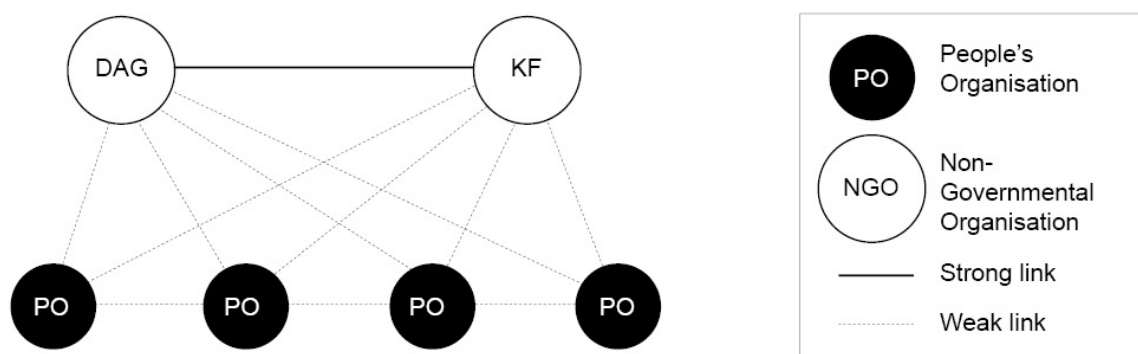 DAG
KF
PO
PO
PO
PO
PO
People's
Organisation
NGO
Non-
Governmental
Organisation
Strong link
Weak link